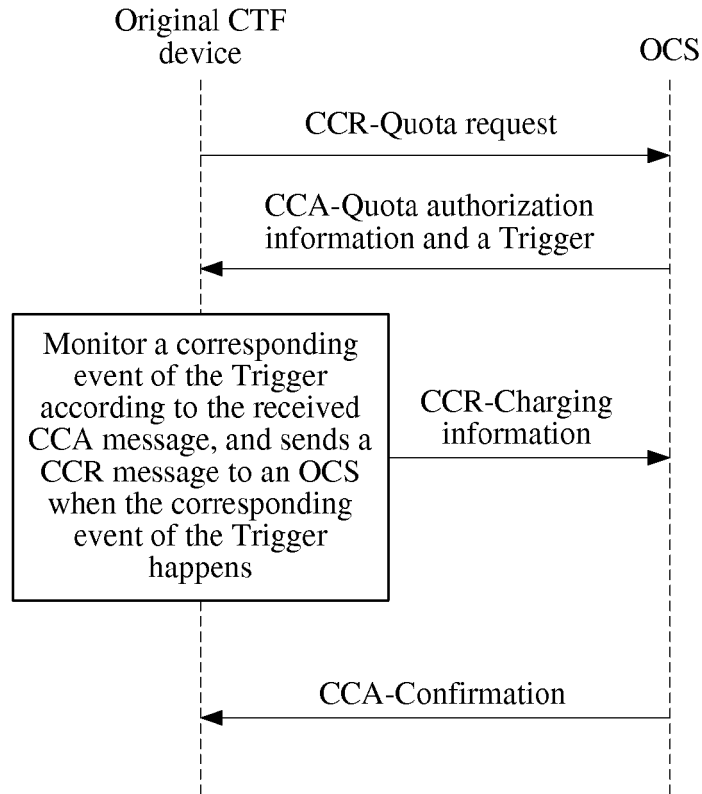 Original CTF
device
OCS
CCR-Quota request
CCA-Quota authorization
information and a Trigger
Monitor a corresponding
event of the Trigger
according to the received
CCA message, and sends a
CCR message to an OCS
when the corresponding
event of the Trigger
happens
CCR-Charging
information
CCA-Confirmation